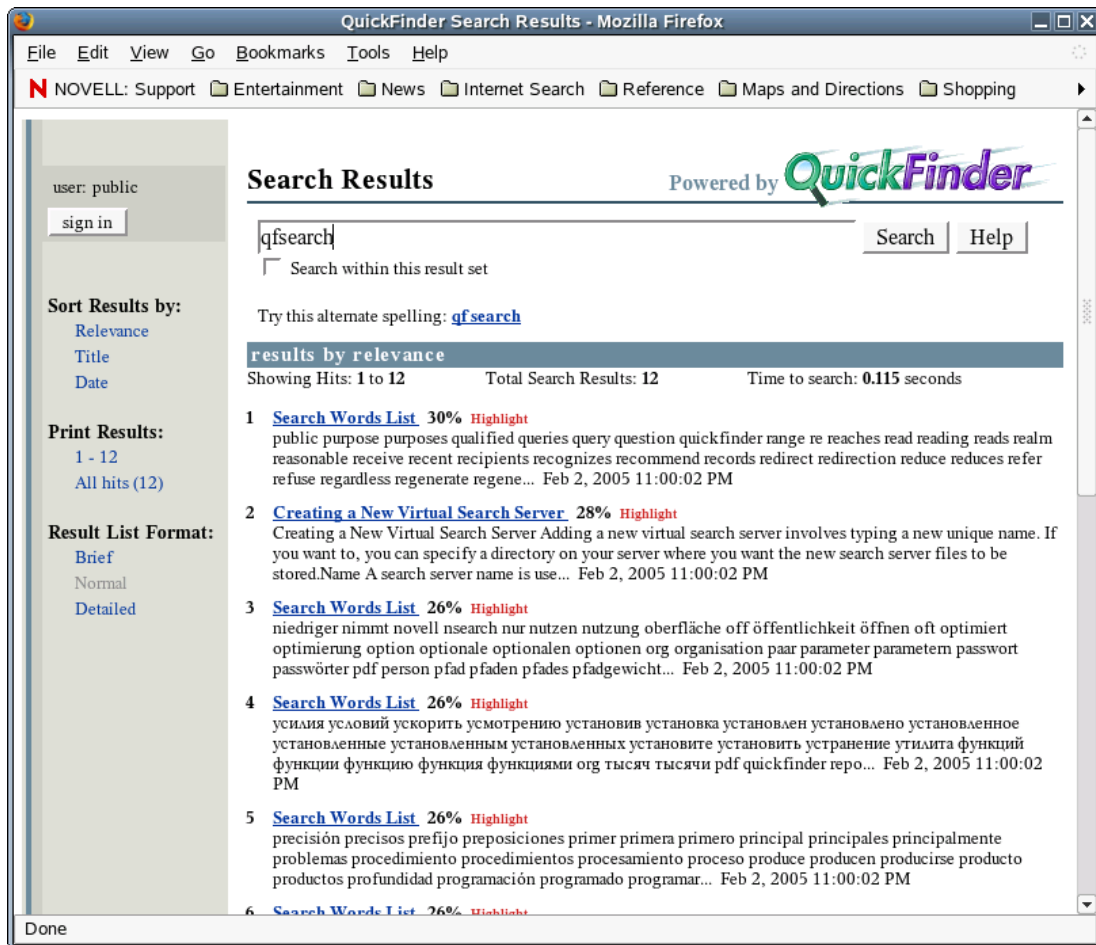 QuickFinder Search Results - Mozilla Firefox
File Edit View Go Bookmarks Tools Help
NOVELL: Support Entertainment News Internet Search Reference Maps and Directions Shopping
user: public
sign in
Sort Results by:
Relevance
Title
Date
Print Results:
1 - 12
All hits (12)
Result List Format:
Brief
Normal
Detailed
Search Results
Powered by QuickFinder
qfsearch
Search Help
Search within this result set
Try this alternate spelling: qf search
results by relevance
Showing Hits: 1 to 12 Total Search Results: 12 Time to search: 0.115 seconds
1 Search Words List 30% Highlight
public purpose purposes qualified queries query question quickfinder range re reaches read reading reads realm
reasonable receive recent recipients recognizes recommend records redirect redirection reduce reduces refer
refuse regardless regenerate regene... Feb 2, 2005 11:00:02 PM
2 Creating a New Virtual Search Server 28% Highlight
Creating a New Virtual Search Server Adding a new virtual search server involves typing a new unique name. If
you want to, you can specify a directory on your server where you want the new search server files to be
stored.Name A search server name is use... Feb 2, 2005 11:00:02 PM
3 Search Words List 26% Highlight
niedriger nimmt novell nsearch nur nutzen nutzung oberfläche off öffentlichkeit öffnen oft optimiert
optimierung option optionale optionalen optionen org organisation paar parameter parametern passwort
passwörter pdf person pfad pfaden pfades pfadgewicht... Feb 2, 2005 11:00:02 PM
4 Search Words List 26% Highlight
усилия условий ускорить усмотрению установив установка установлен установлено установленное
установленные установленным установленных установите установить устранение утилита функций
функции функцию функция функциями org тысяч тысячи pdf quickfinder repo... Feb 2, 2005 11:00:02
PM
5 Search Words List 26% Highlight
precisión precisos prefijo preposiciones primer primera primero principal principales principalmente
problemas procedimiento procedimientos procesamiento proceso produce producen producirse producto
productos profundidad programación programado programar... Feb 2, 2005 11:00:02 PM
6 Search Words List 26% Highlight
Done